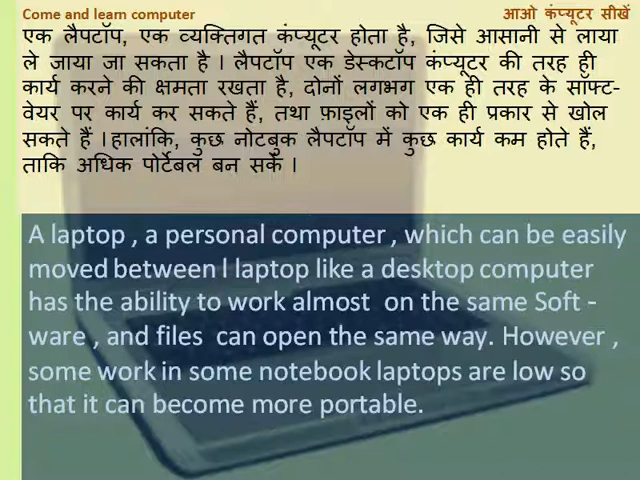 Come and learn computer
आओ कंप्यूटर सीखें
एक लैपटॉप, एक व्यक्तिगत कंप्यूटर होता है, जिसे आसानी से लाया
ले जाया जा सकता है । लैपटॉप एक डेस्कटॉप कंप्यूटर की तरह ही
कार्य करने की क्षमता रखता है, दोनों लगभग एक ही तरह के सॉफ्ट-
वेयर पर कार्य कर सकते हैं, तथा फ़ाइलों को एक ही प्रकार से खोल
सकते हैं ।हालांकि, कुछ नोटबुक लैपटॉप में कुछ कार्य कम होते हैं,
ताकि अधिक पोर्टेबल बन सकें ।
A laptop , a personal computer , which can be easily
moved between l laptop like a desktop computer
has the ability to work almost on the same Soft -
ware , and files can open the same way. However ,
some work in some notebook laptops are low so
that it can become more portable.